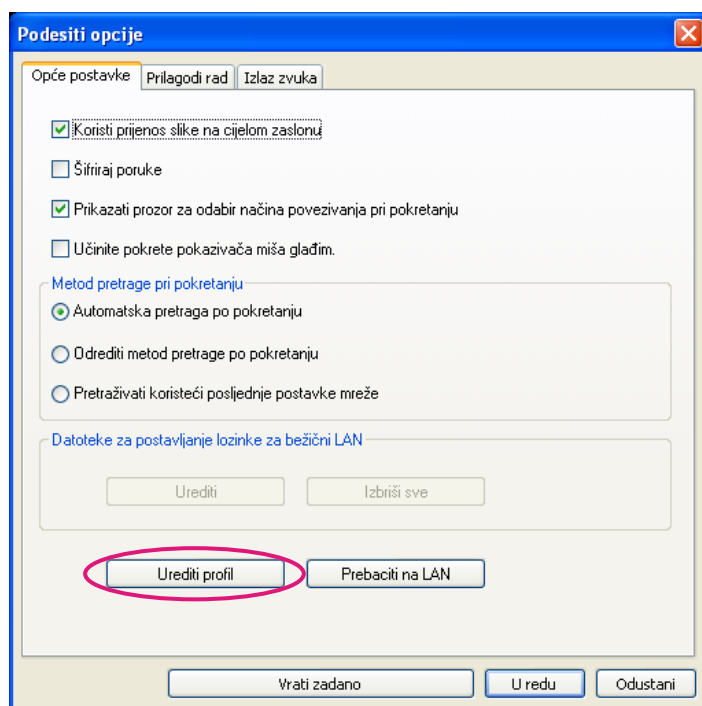 Podesiti opcije
Opće postavke Prilagodi rad Izlaz zvuka
Koristi prijenos slike na cijelom zaslonu
Šifriraj poruke
Prikazati prozor za odabir načina povezivanja pri pokretanju
Učinite pokrete pokazivača miša glađim.
Metod pretrage pri pokretanju
Automatska pretraga po pokretanju
Odrediti metod pretrage po pokretanju
Pretraživati koristeći posljednje postavke mreže
Datoteke za postavljanje lozinke za bežični LAN
Urediti Izbriši sve
Urediti profil Prebaciti na LAN
Vrati zadano U redu Odustani